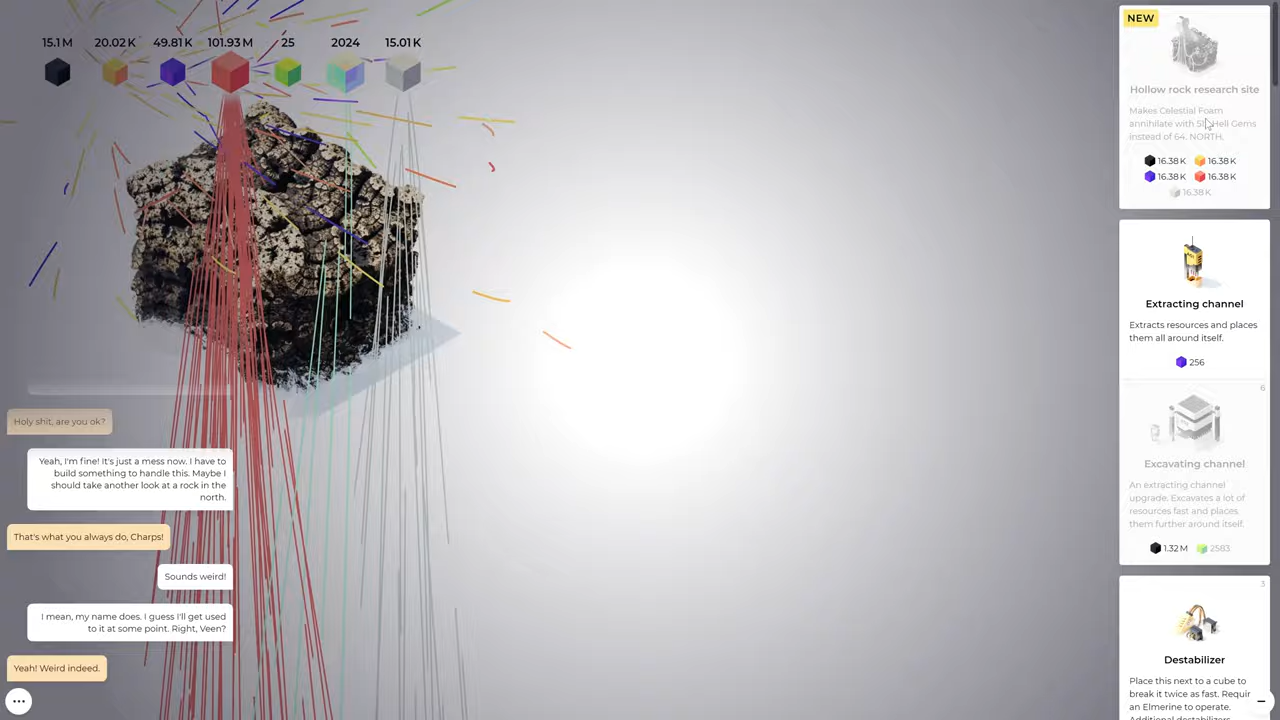 15.1 M 20.02 K 49.81 K 101.93 M 25 2024 15.01 K
Holy shit, are you ok?
Yeah, I'm fine! It's just a mess now. I have to
build something to handle this. Maybe I
should take another look at a rock in the
north.
That's what you always do, Charps!
Sounds weird!
I mean, my name does. I guess I'll get used
to it at some point. Right, Veen?
Yeah! Weird indeed.
NEW
Hollow rock research site
Makes Celestial Foam
annihilate with Hell Gems
instead of 64. NORTH.
16.38 K 16.38 K
16.38 K 16.38 K
16.38 K
Extracting channel
Extracts resources and places
them all around itself.
256
6
Excavating channel
An extracting channel
upgrade. Excavates a lot of
resources fast and places
them further around itself.
1.32 M 2583
3
Destabilizer
Place this next to a cube to
break it twice as fast. Requir
an Elmerine to operate.
Additional destabilizers